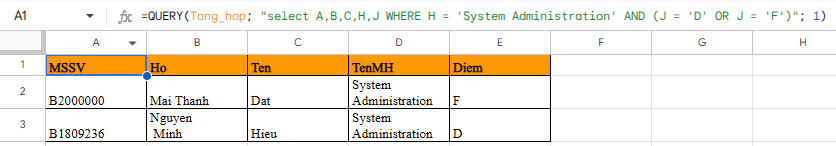 A1 fx =QUERY(Tong_hop; "select A,B,C,H,J WHERE H = 'System Administration' AND (J = 'D' OR J = 'F')"; 1)
A B C D E F G H
1 MSSV Ho Ten TenMH Diem
System
2 B2000000 Mai Thanh Dat Administration F
Nguyen System
3 B1809236 Minh Hieu Administration D